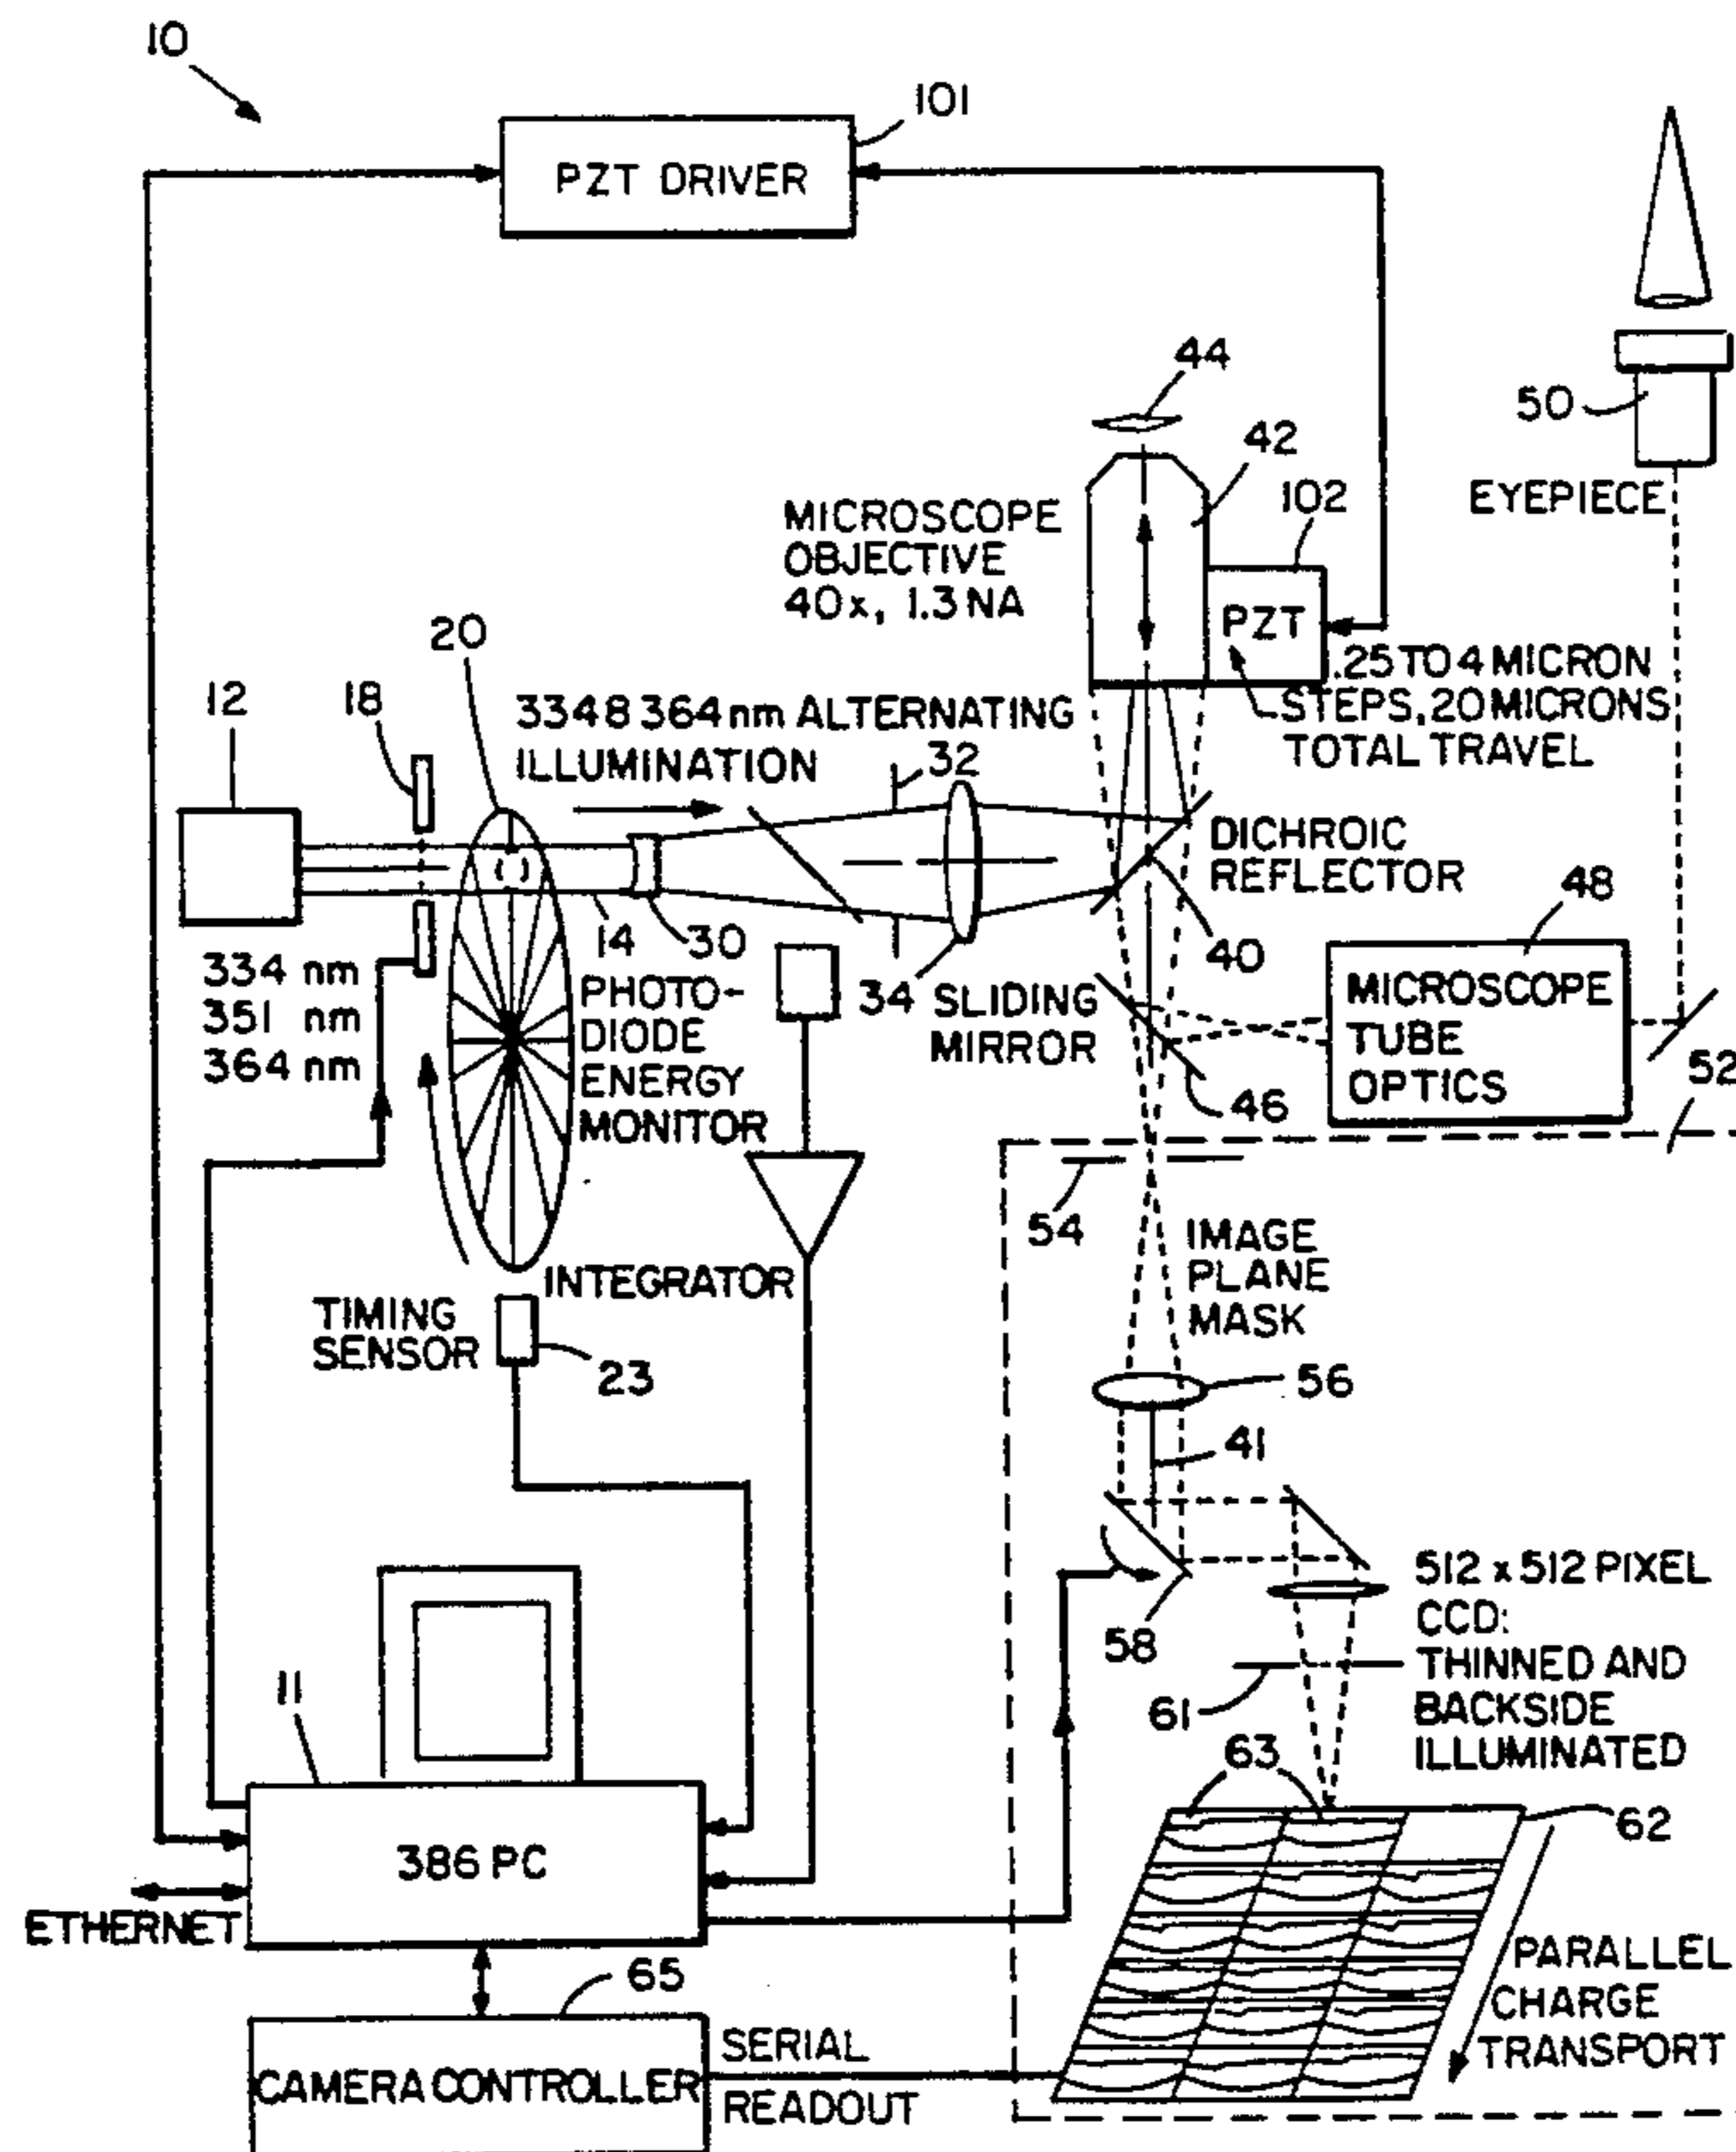 10
101
PZT DRIVER
44
42
50
EYEPIECE
102
MICROSCOPE
OBJECTIVE
40x, 1.3 NA
PZT
.25 TO 4 MICRON
STEPS, 20 MICRONS
TOTAL TRAVEL
20
12
18
334 8 364 nm ALTERNATING
ILLUMINATION
32
DICHROIC
REFLECTOR
48
14
30
34
40
334 nm
351 nm
364 nm
PHOTO-
DIODE
ENERGY
MONITOR
SLIDING
MIRROR
MICROSCOPE
TUBE
OPTICS
46
52
54
IMAGE
PLANE
MASK
INTEGRATOR
TIMING
SENSOR
23
56
41
58
512 x 512 PIXEL
CCD:
THINNED AND
BACKSIDE
ILLUMINATED
61
63
62
11
386 PC
ETHERNET
65
PARALLEL
CHARGE
TRANSPORT
CAMERA CONTROLLER
SERIAL
READOUT